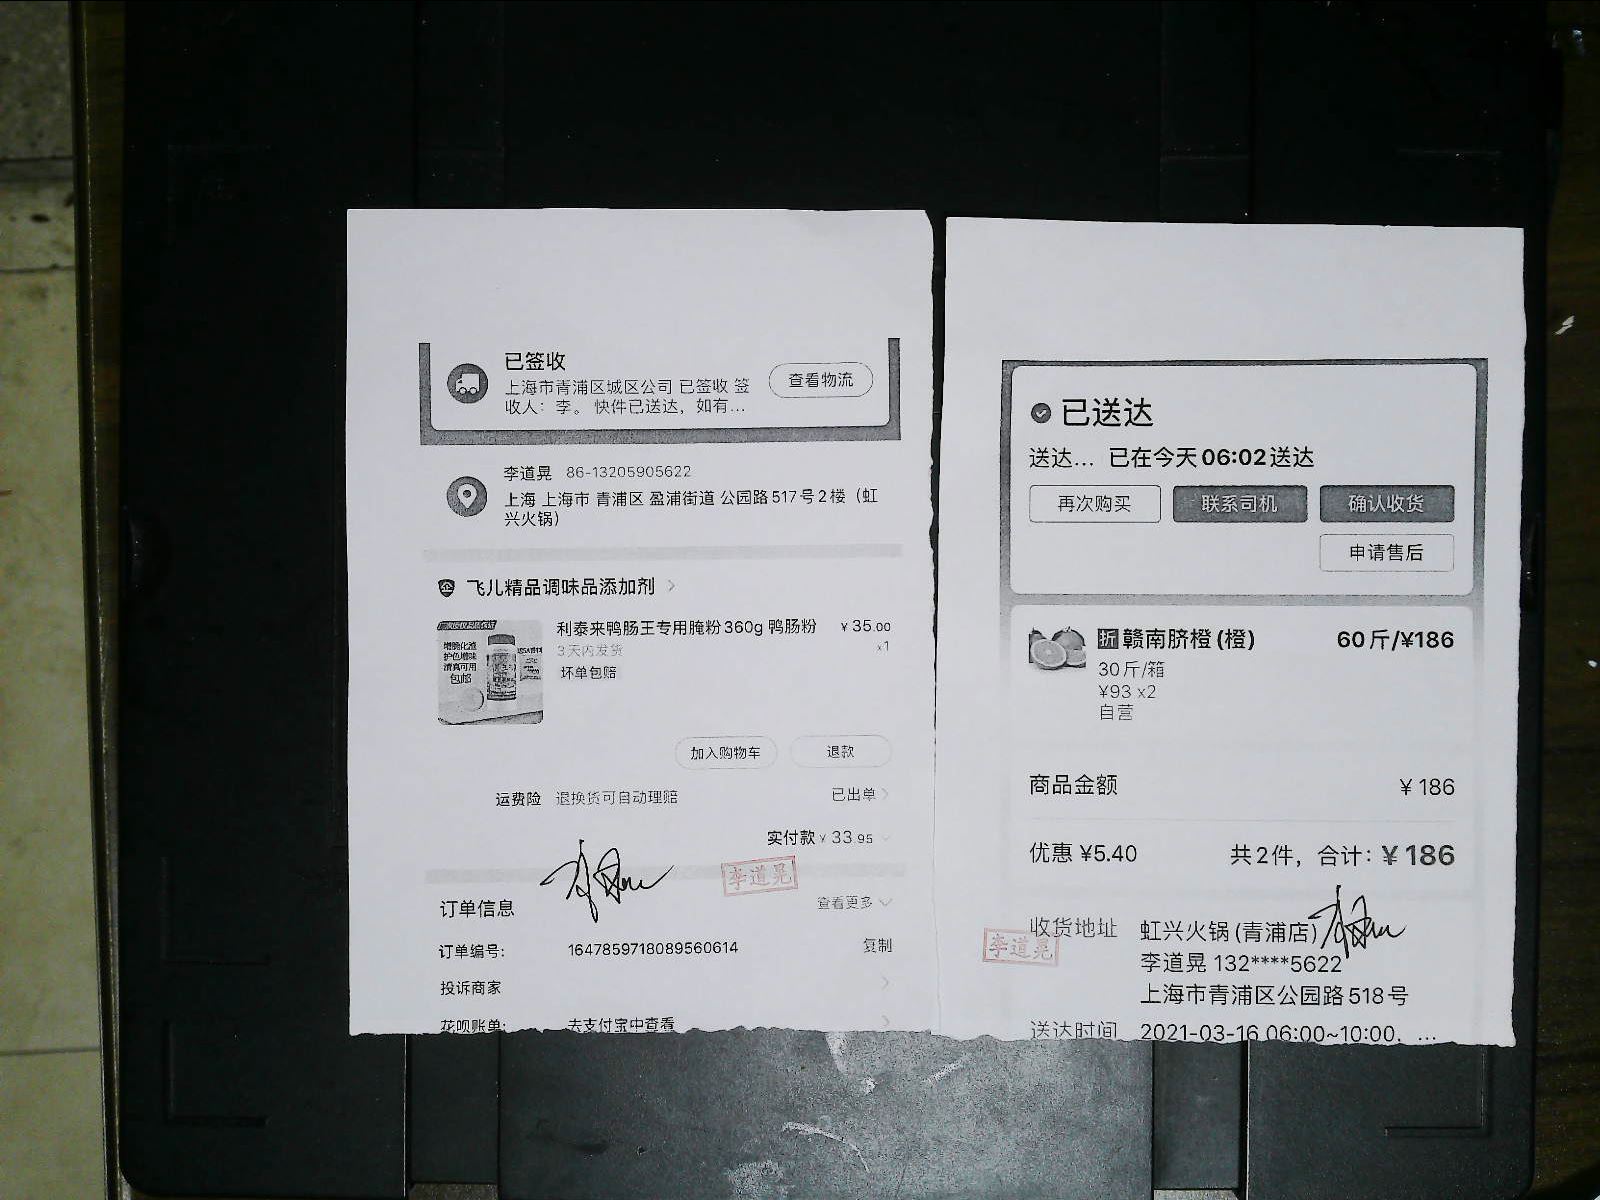 已签收
上海市青浦区城区公司 已签收 签
收人：李。 快件已送达，如有...
查看物流
李道晃 86-13205905622
上海 上海市 青浦区 盈浦街道 公园路517号2楼（虹
兴火锅）
飞儿精品调味品添加剂
利泰来鸭肠王专用腌粉360g 鸭肠粉
¥35.00
3天内发货
x1
坏单包赔
增脆化渣
护色增味
清真可用
包邮
加入购物车
退款
运费险 退换货可自动理赔
已出单
实付款¥33.95
李道晃
订单信息
查看更多
订单编号: 1647859718089560614
复制
投诉商家
花呗账单: 去支付宝中查看
已送达
送达... 已在今天06:02送达
再次购买
联系司机
确认收货
申请售后
折 赣南脐橙(橙)
60斤/¥186
30斤/箱
¥93 x2
自营
商品金额
¥186
优惠 ¥5.40
共2件，合计：¥186
收货地址 虹兴火锅(青浦店)
李道晃
李道晃 132****5622
上海市青浦区公园路518号
送达时间 2021-03-16 06:00~10:00. ...